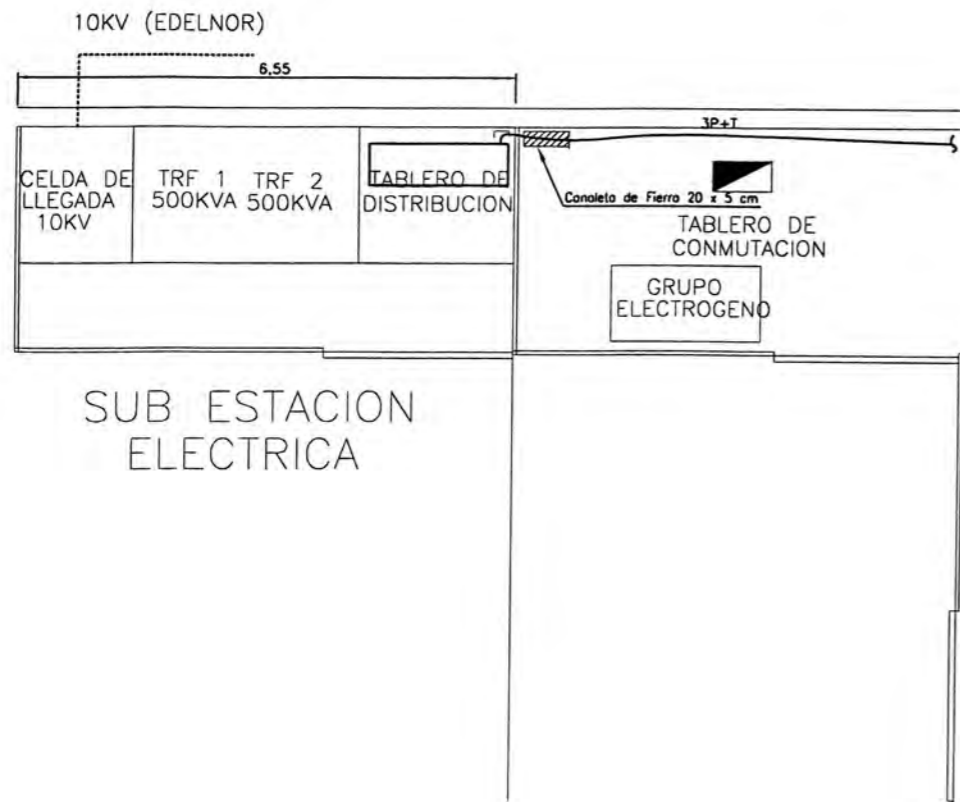 10KV (EDELNOR)
6,55
3P+T
CELDA DE
LLEGADA
10KV
TRF 1
500KVA
TRF 2
500KVA
TABLERO DE
DISTRIBUCION
Canaleta de Fierro 20 x 5 cm
TABLERO DE
CONMUTACION
GRUPO
ELECTROGENO
SUB ESTACION
ELECTRICA